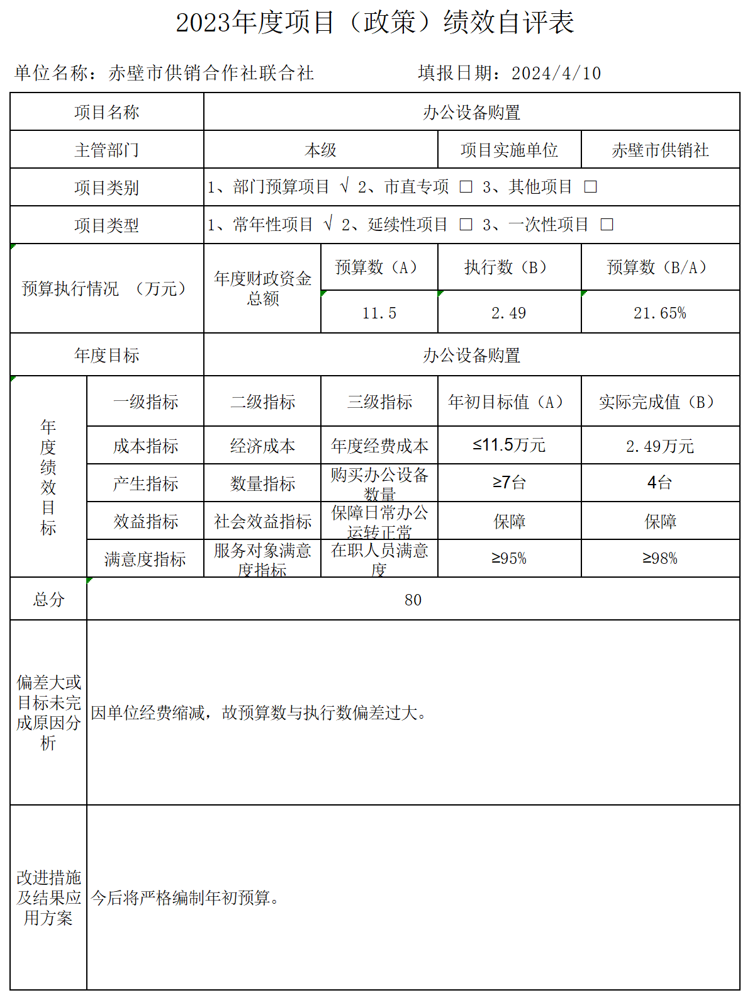 2023年度项目（政策）绩效自评表
单位名称：赤壁市供销合作社联合社 填报日期：2024/4/10
项目名称 办公设备购置
主管部门 本级 项目实施单位 赤壁市供销社
项目类别 1、部门预算项目 √ 2、市直专项 □ 3、其他项目 □
项目类型 1、常年性项目 √ 2、延续性项目 □ 3、一次性项目 □
预算执行情况 （万元）
年度财政资金
总额
预算数（A） 执行数（B） 预算数（B/A）
11.5 2.49 21.65%
年度目标 办公设备购置
年
度
绩
效
目
标
一级指标 二级指标 三级指标 年初目标值（A） 实际完成值（B）
成本指标 经济成本 年度经费成本 ≤11.5万元 2.49万元
产生指标 数量指标
购买办公设备
数量
≥7台 4台
效益指标 社会效益指标
保障日常办公
运转正常
保障 保障
满意度指标
服务对象满意
度指标
在职人员满意
度
≥95% ≥98%
总分 80
偏差大或
目标未完
成原因分
析
因单位经费缩减，故预算数与执行数偏差过大。
改进措施
及结果应
用方案
今后将严格编制年初预算。